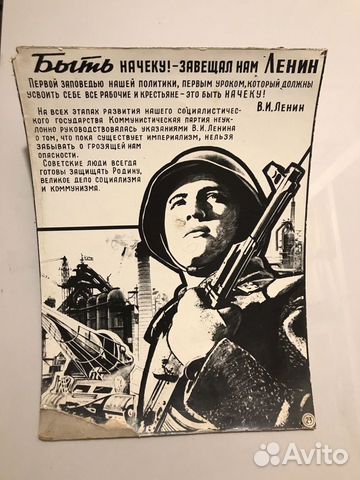 Быть НАЧЕКУ!-ЗАВЕЩАЛ НАМ ЛЕНИН
ПЕРВОЙ ЗАПОВЕДЬЮ НАШЕЙ ПОЛИТИКИ, ПЕРВЫМ УРОКОМ, КОТОРЫЙ ДОЛЖНЫ
УСВОИТЬ СЕБЕ ВСЕ РАБОЧИЕ И КРЕСТЬЯНЕ-ЭТО БЫТЬ НАЧЕКУ!
В.И.ЛЕНИН
НА ВСЕХ ЭТАПАХ РАЗВИТИЯ НАШЕГО СОЦИАЛИСТИЧЕС-
КОГО ГОСУДАРСТВА КОММУНИСТИЧЕСКАЯ ПАРТИЯ НЕУК-
ЛОННО РУКОВОДСТВОВАЛАСЬ УКАЗАНИЯМИ В.И.ЛЕНИНА
О ТОМ, ЧТО ПОКА СУЩЕСТВУЕТ ИМПЕРИАЛИЗМ, НЕЛЬЗЯ
ЗАБЫВАТЬ О ГРОЗЯЩЕЙ НАМ
ОПАСНОСТИ.
СОВЕТСКИЕ ЛЮДИ ВСЕГДА
ГОТОВЫ ЗАЩИЩАТЬ РОДИНУ,
ВЕЛИКОЕ ДЕЛО СОЦИАЛИЗМА
И КОММУНИЗМА.
23
Avito